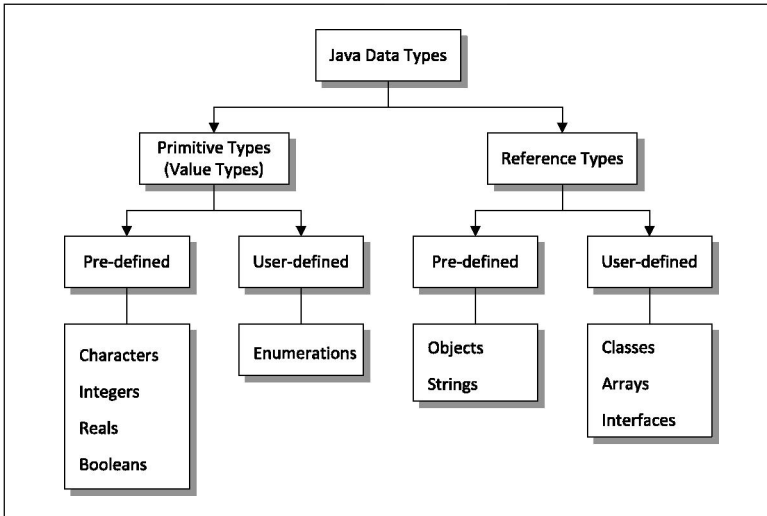 Java Data Types
Primitive Types
(Value Types)
Reference Types
Pre-defined
User-defined
Pre-defined
User-defined
Characters
Integers
Reals
Booleans
Enumerations
Objects
Strings
Classes
Arrays
Interfaces